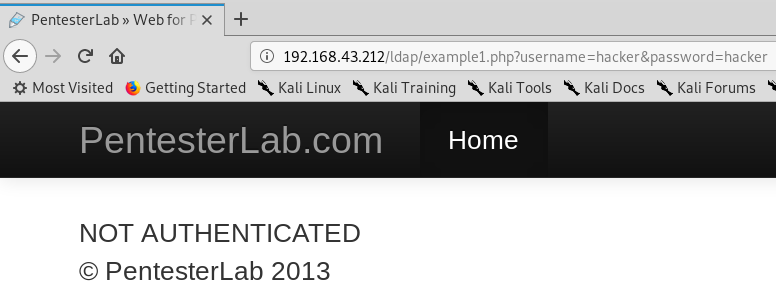 PentesterLab » Web for P
192.168.43.212/ldap/example1.php?username=hacker&password=hacker
Most Visited Getting Started Kali Linux Kali Training Kali Tools Kali Docs Kali Forums
PentesterLab.com Home
NOT AUTHENTICATED
© PentesterLab 2013